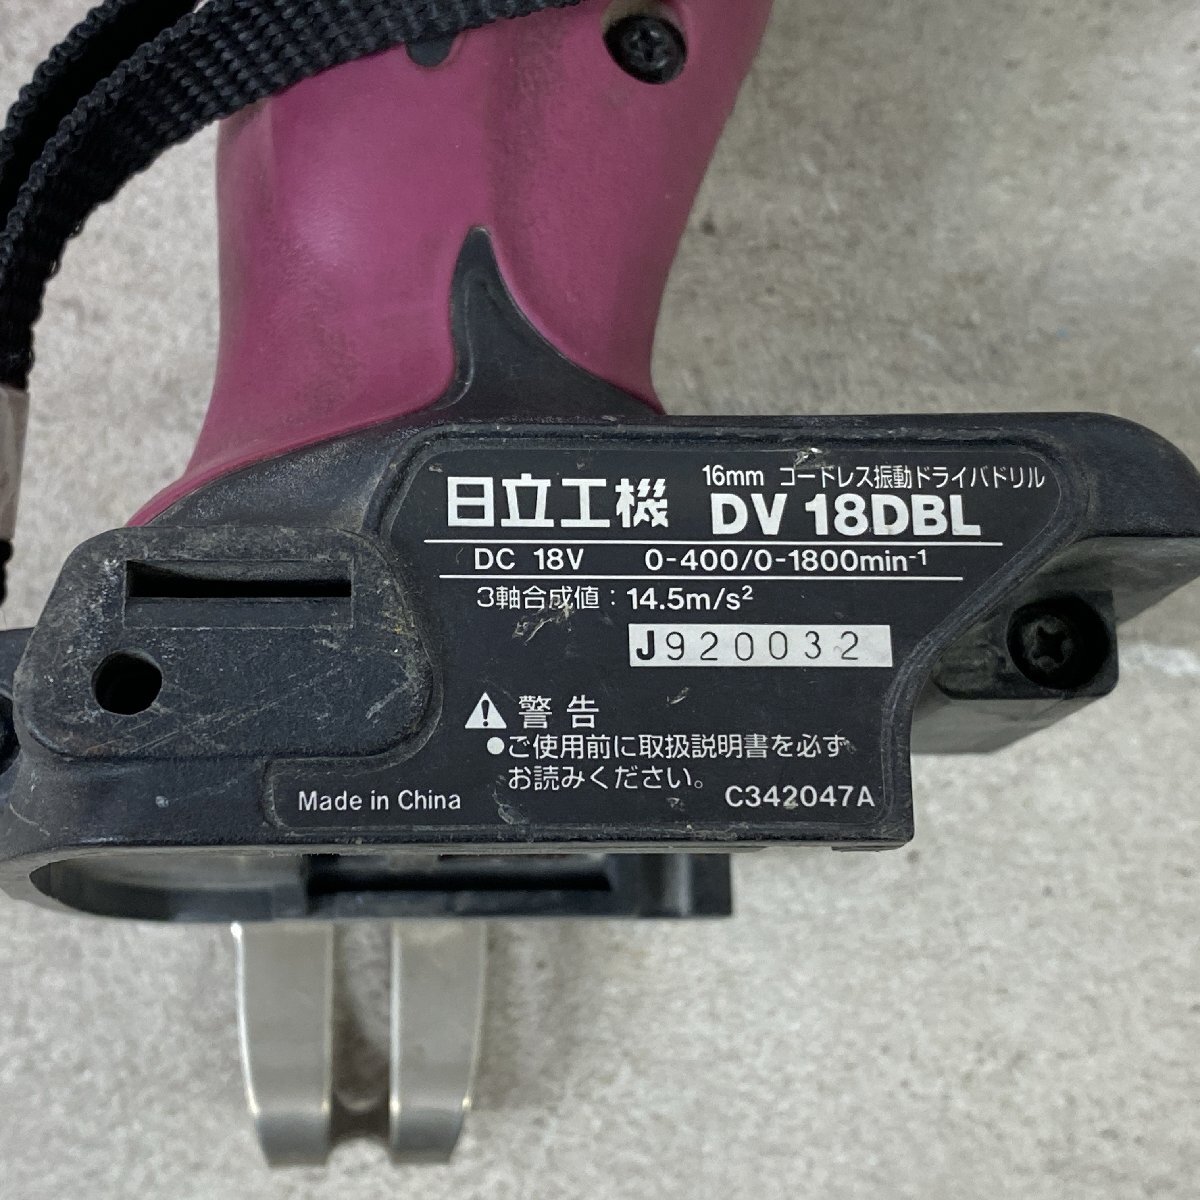 16mm コードレス振動ドライバドリル
日立工機 DV 18DBL
DC 18V 0-400/0-1800min⁻¹
3軸合成値：14.5m/s²
J920032
警告
●ご使用前に取扱説明書を必ず
お読みください。
Made in China C342047A